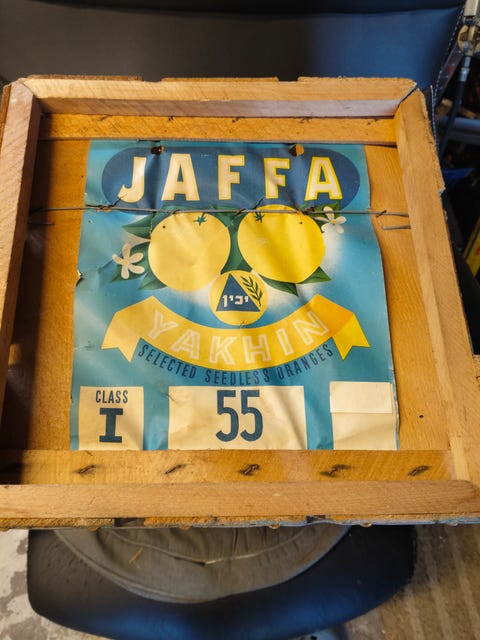 JAFFA
יכין
YAKHIN
SELECTED SEEDLESS ORANGES
CLASS
I
55